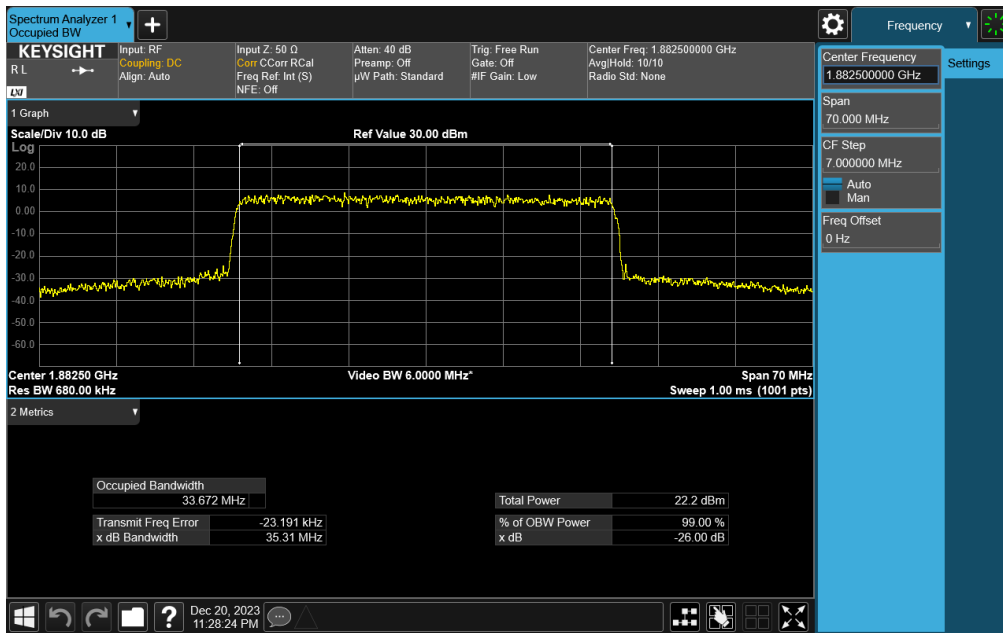 Spectrum Analyzer 1
Occupied BW
+
Frequency
KEYSIGHT
R L
LXI
Input: RF
Coupling: DC
Align: Auto
Input Z: 50 Ω
Corr CCorr RCal
Freq Ref: Int (S)
NFE: Off
Atten: 40 dB
Preamp: Off
µW Path: Standard
Trig: Free Run
Gate: Off
#IF Gain: Low
Center Freq: 1.882500000 GHz
Avg|Hold: 10/10
Radio Std: None
Center Frequency
1.882500000 GHz
Settings
Span
70.000 MHz
CF Step
7.000000 MHz
Auto
Man
Freq Offset
0 Hz
1 Graph
Scale/Div 10.0 dB
Ref Value 30.00 dBm
Log
20.0
10.0
0.00
-10.0
-20.0
-30.0
-40.0
-50.0
-60.0
Center 1.88250 GHz
Video BW 6.0000 MHz*
Span 70 MHz
Res BW 680.00 kHz
Sweep 1.00 ms (1001 pts)
2 Metrics
Occupied Bandwidth
33.672 MHz
Total Power 22.2 dBm
Transmit Freq Error -23.191 kHz
% of OBW Power 99.00 %
x dB Bandwidth 35.31 MHz
x dB -26.00 dB
?
Dec 20, 2023
11:28:24 PM